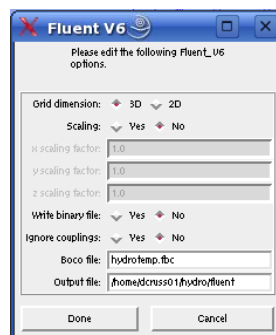 Fluent V6
Please edit the following Fluent_V6
options.
Grid dimension: 3D 2D
Scaling: Yes No
x scaling factor: 1.0
y scaling factor: 1.0
z scaling factor: 1.0
Write binary file: Yes No
Ignore couplings: Yes No
Boco file: hydrotemp.fbc
Output file: /home/dcruss01/hydro/fluent
Done Cancel